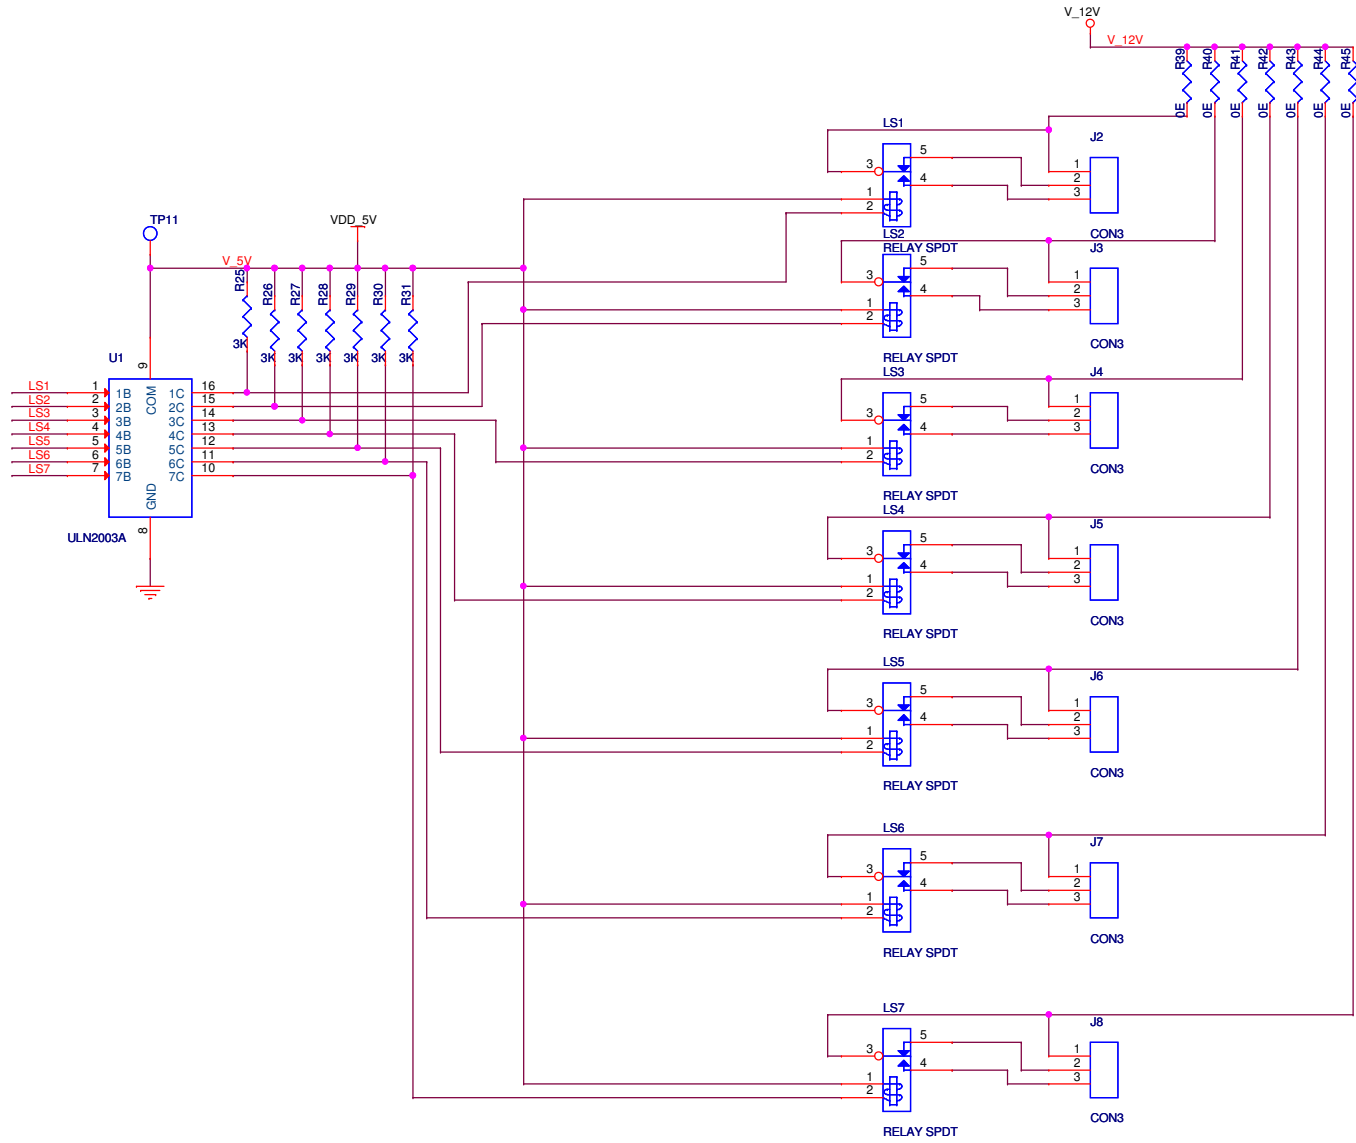 V_12V
V_12V
R39
R40
R41
R42
R43
R44
R45
0E
0E
0E
0E
0E
0E
0E
LS1
3
5
4
1
2
J2
1
2
3
CON3
RELAY SPDT
TP11
VDD_5V
V_5V
R25
R26
R27
R28
R29
R30
R31
3K
3K
3K
3K
3K
3K
3K
LS2
3
5
4
1
2
J3
1
2
3
CON3
RELAY SPDT
U1
9
COM
LS1 1 1B 1C 16
LS2 2 2B 2C 15
LS3 3 3B 3C 14
LS4 4 4B 4C 13
LS5 5 5B 5C 12
LS6 6 6B 6C 11
LS7 7 7B 7C 10
GND
8
ULN2003A
LS3
3
5
4
1
2
J4
1
2
3
CON3
RELAY SPDT
LS4
3
5
4
1
2
J5
1
2
3
CON3
RELAY SPDT
LS5
3
5
4
1
2
J6
1
2
3
CON3
RELAY SPDT
LS6
3
5
4
1
2
J7
1
2
3
CON3
RELAY SPDT
LS7
3
5
4
1
2
J8
1
2
3
CON3
RELAY SPDT